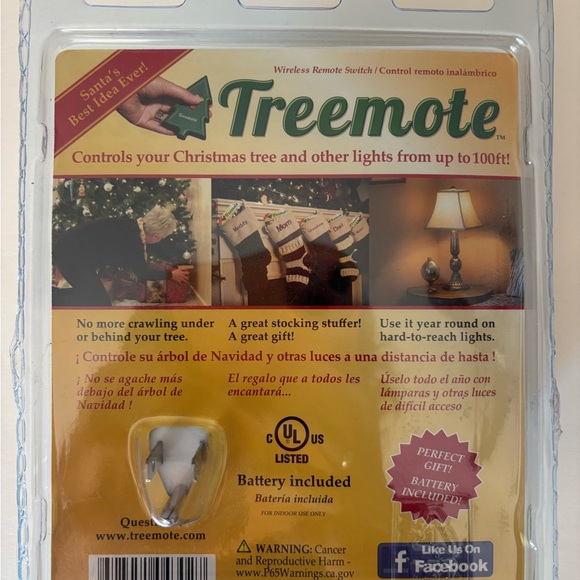 Santa's
Best Idea Ever!
Wireless Remote Switch / Control remoto inalámbrico
Treemote™
Controls your Christmas tree and other lights from up to 100ft!
Mom
No more crawling under
or behind your tree.
A great stocking stuffer!
A great gift!
Use it year round on
hard-to-reach lights.
¡ Controle su árbol de Navidad y otras luces a una distancia de hasta !
¡ No se agache más
debajo del árbol de
Navidad !
El regalo que a todos les
encantará...
Úselo todo el año con
lámparas y otras luces
de difícil acceso
C UL US
LISTED
Battery included
Batería incluida
FOR INDOOR USE ONLY
PERFECT
GIFT!
BATTERY
INCLUDED!
www.treemote.com
⚠ WARNING: Cancer
and Reproductive Harm -
www.P65Warnings.ca.gov
Like Us On
f Facebook